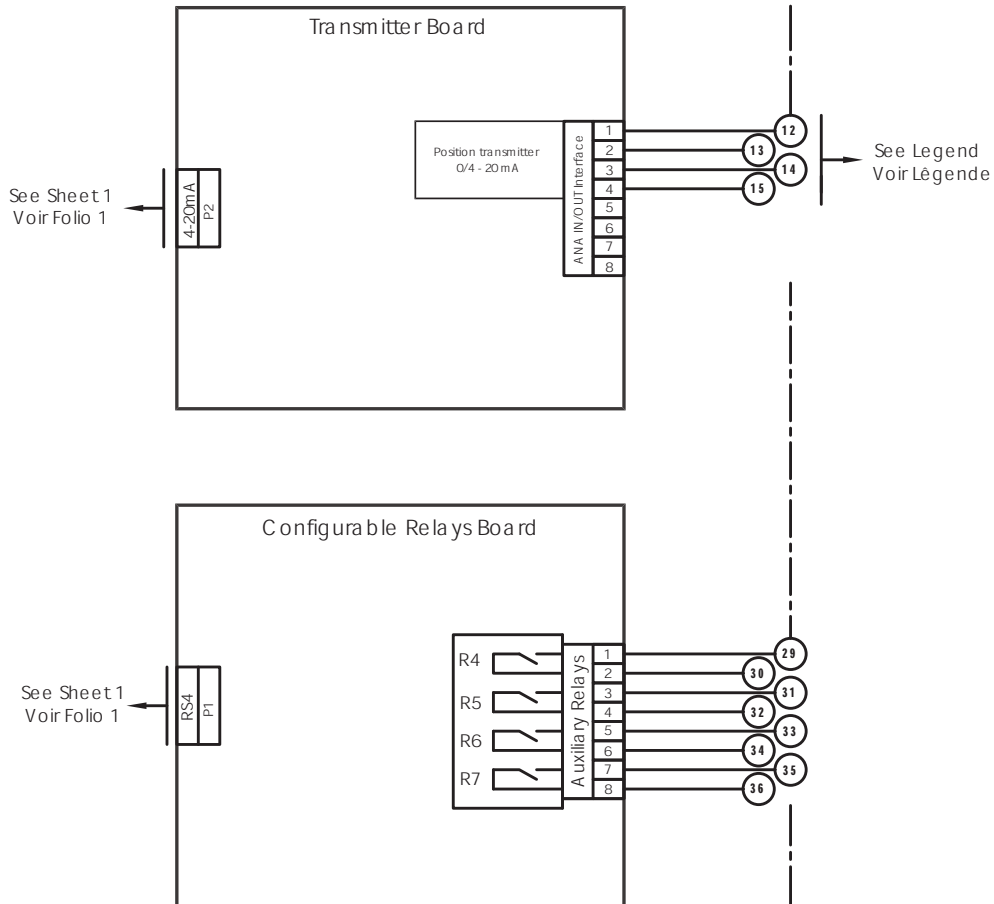 Transmitter Board
Position transmitter
0/4 - 20 mA
ANA IN/OUT Interface
1
2
3
4
5
6
7
8
12
13
14
15
See Legend
Voir Lègende
See Sheet 1
Voir Folio 1
4-20mA
P2
Configurable Relays Board
R4
R5
R6
R7
Auxiliary Relays
1
2
3
4
5
6
7
8
29
30
31
32
33
34
35
36
See Sheet 1
Voir Folio 1
RS4
P1